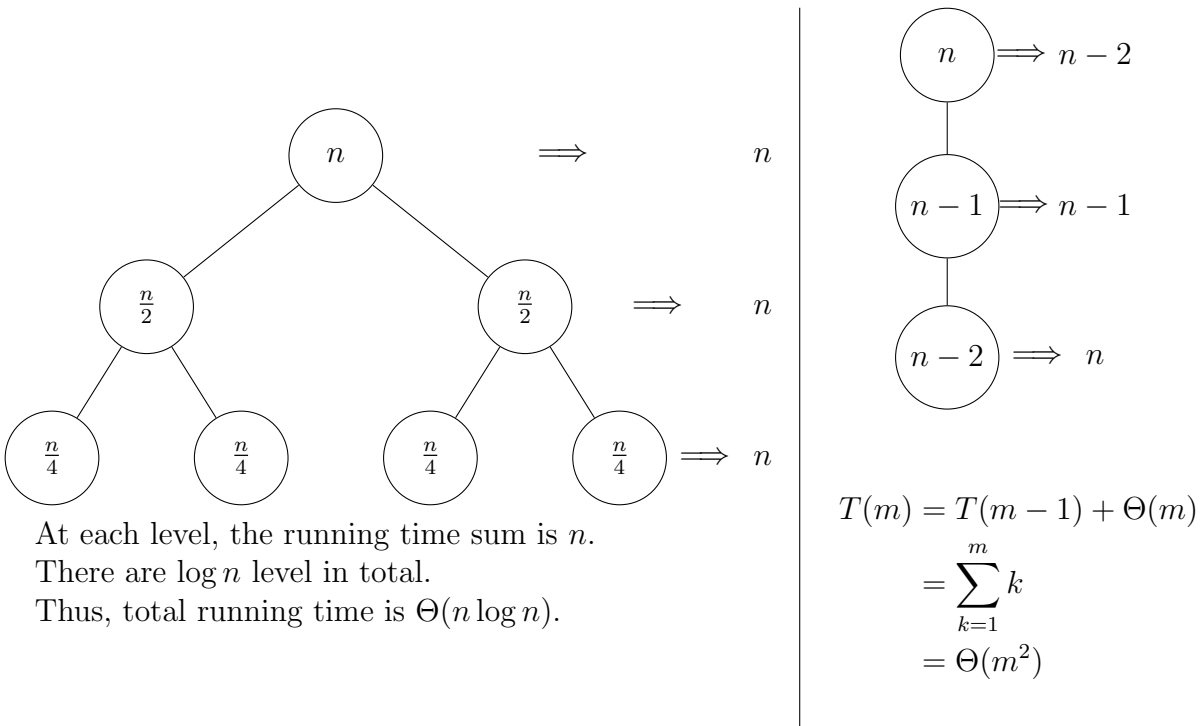 n ⟹ n
n/2 n/2 ⟹ n
n/4 n/4 n/4 n/4 ⟹ n
At each level, the running time sum is n.
There are log n level in total.
Thus, total running time is Θ(n log n).
n ⟹ n − 2
n − 1 ⟹ n − 1
n − 2 ⟹ n
T(m) = T(m − 1) + Θ(m)
= ∑_{k=1}^{m} k
= Θ(m²)